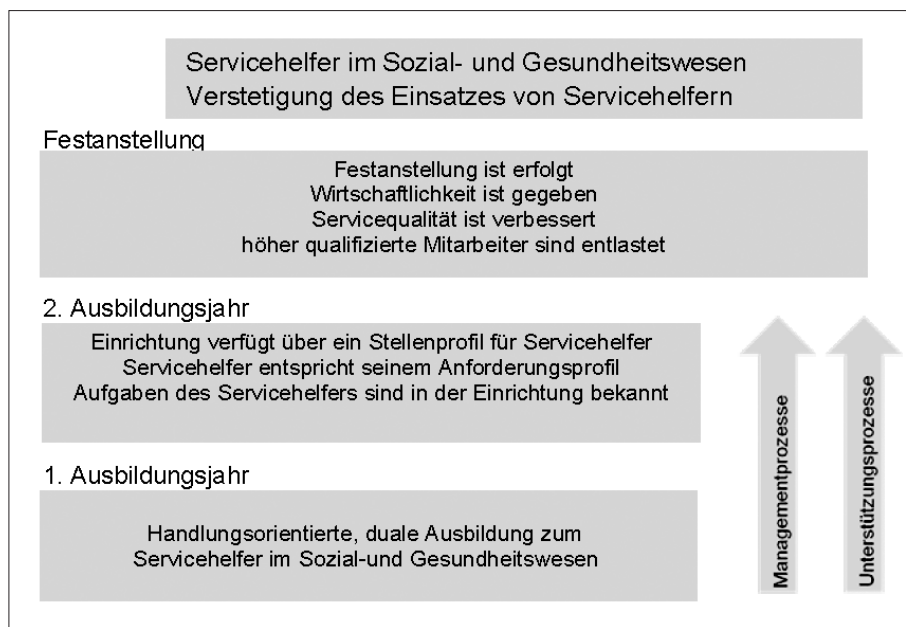 Servicehelfer im Sozial- und Gesundheitswesen
Verstetigung des Einsatzes von Servicehelfern
Festanstellung
Festanstellung ist erfolgt
Wirtschaftlichkeit ist gegeben
Servicequalität ist verbessert
höher qualifizierte Mitarbeiter sind entlastet
2. Ausbildungsjahr
Einrichtung verfügt über ein Stellenprofil für Servicehelfer
Servicehelfer entspricht seinem Anforderungsprofil
Aufgaben des Servicehelfers sind in der Einrichtung bekannt
1. Ausbildungsjahr
Handlungsorientierte, duale Ausbildung zum
Servicehelfer im Sozial-und Gesundheitswesen
Managementprozesse
Unterstützungsprozesse